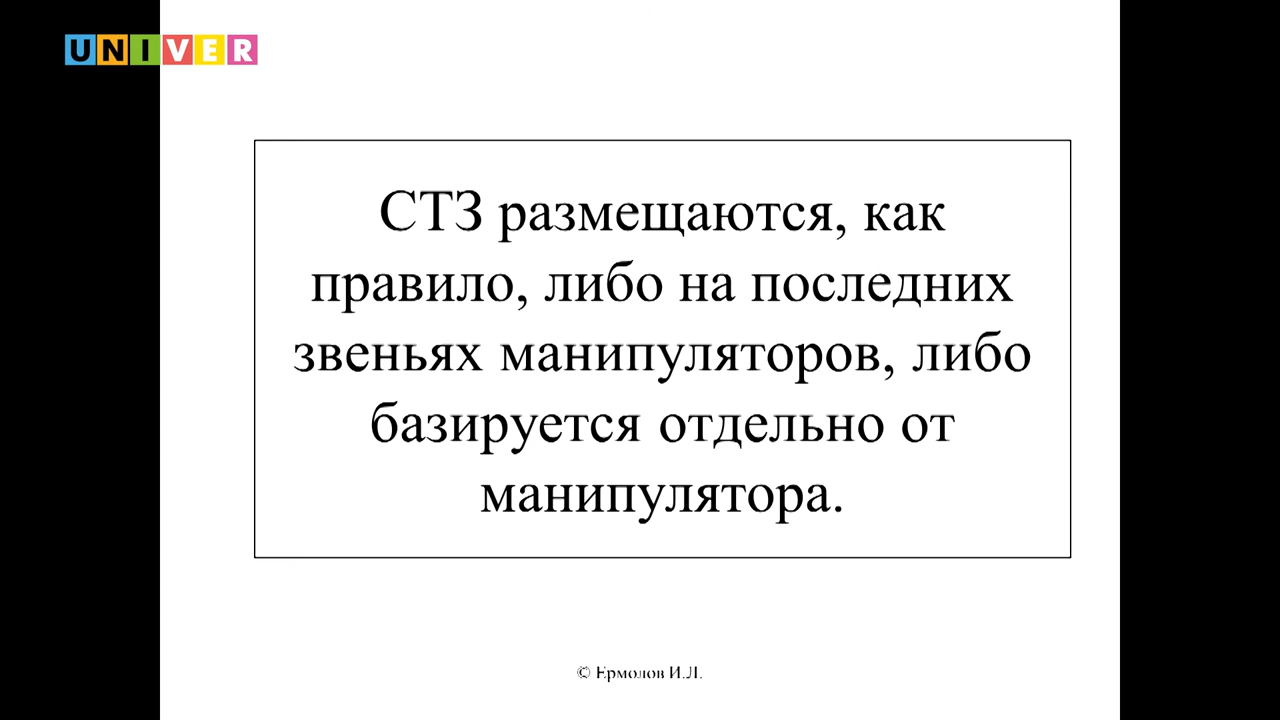 UNIVER
СТЗ размещаются, как
правило, либо на последних
звеньях манипуляторов, либо
базируется отдельно от
манипулятора.
© Ермолов И.Л.